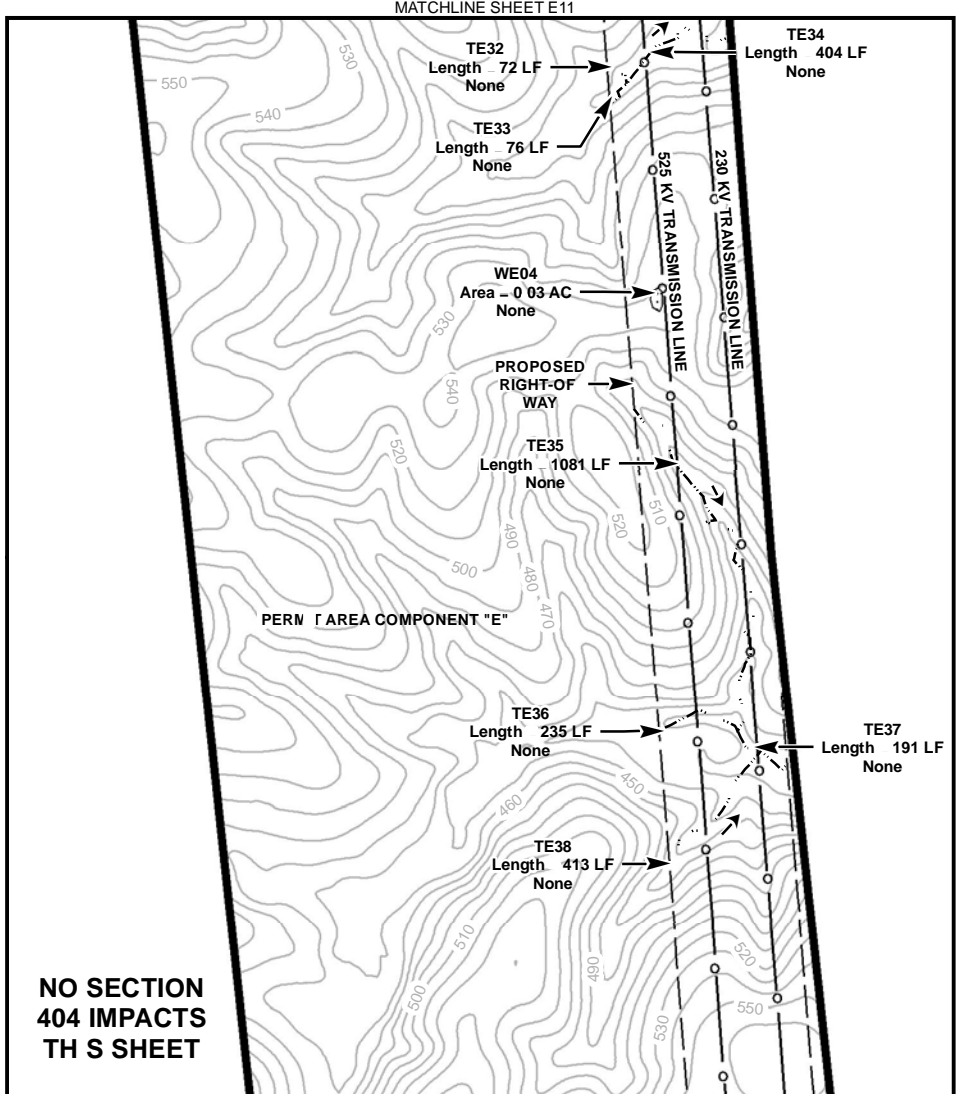 MATCHLINE SHEET E11
TE32
Length – 72 LF
None
TE34
Length 404 LF
None
TE33
Length – 76 LF
None
530
550
540
525 KV TRANSMISSION LINE
230 KV TRANSMISSION LINE
WE04
Area – 0 03 AC
None
530
PROPOSED
RIGHT-OF
WAY
540
520
TE35
Length – 1081 LF
None
510
520
490
500
480
470
PERM T AREA COMPONENT "E"
TE36
Length 235 LF
None
TE37
Length 191 LF
None
450
460
TE38
Length 413 LF
None
510
500
490
520
530
550
NO SECTION
404 IMPACTS
TH S SHEET